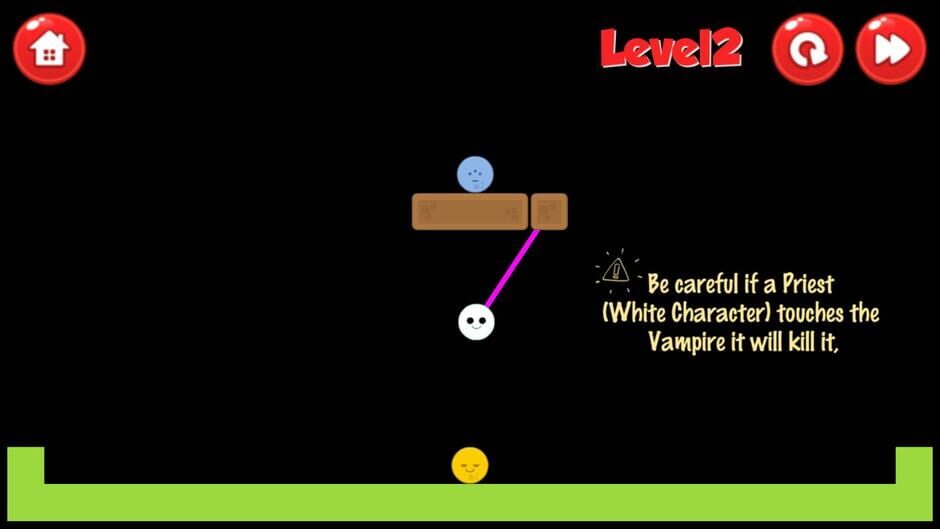 Level2
Be careful if a Priest
(White Character) touches the
Vampire it will kill it,